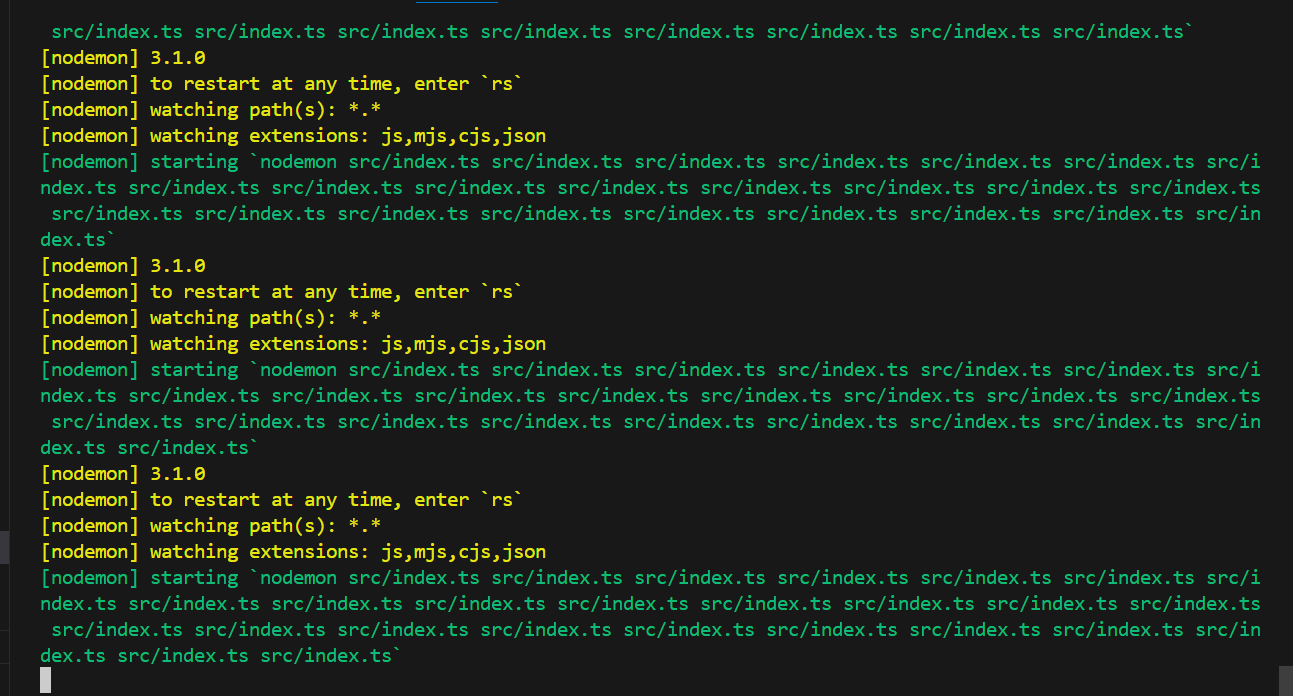 src/index.ts src/index.ts src/index.ts src/index.ts src/index.ts src/index.ts src/index.ts src/index.ts`
[nodemon] 3.1.0
[nodemon] to restart at any time, enter `rs`
[nodemon] watching path(s): *.*
[nodemon] watching extensions: js,mjs,cjs,json
[nodemon] starting `nodemon src/index.ts src/index.ts src/index.ts src/index.ts src/index.ts src/index.ts src/i
ndex.ts src/index.ts src/index.ts src/index.ts src/index.ts src/index.ts src/index.ts src/index.ts src/index.ts
src/index.ts src/index.ts src/index.ts src/index.ts src/index.ts src/index.ts src/index.ts src/index.ts src/in
dex.ts`
[nodemon] 3.1.0
[nodemon] to restart at any time, enter `rs`
[nodemon] watching path(s): *.*
[nodemon] watching extensions: js,mjs,cjs,json
[nodemon] starting `nodemon src/index.ts src/index.ts src/index.ts src/index.ts src/index.ts src/index.ts src/i
ndex.ts src/index.ts src/index.ts src/index.ts src/index.ts src/index.ts src/index.ts src/index.ts src/index.ts
src/index.ts src/index.ts src/index.ts src/index.ts src/index.ts src/index.ts src/index.ts src/index.ts src/in
dex.ts src/index.ts`
[nodemon] 3.1.0
[nodemon] to restart at any time, enter `rs`
[nodemon] watching path(s): *.*
[nodemon] watching extensions: js,mjs,cjs,json
[nodemon] starting `nodemon src/index.ts src/index.ts src/index.ts src/index.ts src/index.ts src/index.ts src/i
ndex.ts src/index.ts src/index.ts src/index.ts src/index.ts src/index.ts src/index.ts src/index.ts src/index.ts
src/index.ts src/index.ts src/index.ts src/index.ts src/index.ts src/index.ts src/index.ts src/index.ts src/in
dex.ts src/index.ts src/index.ts`